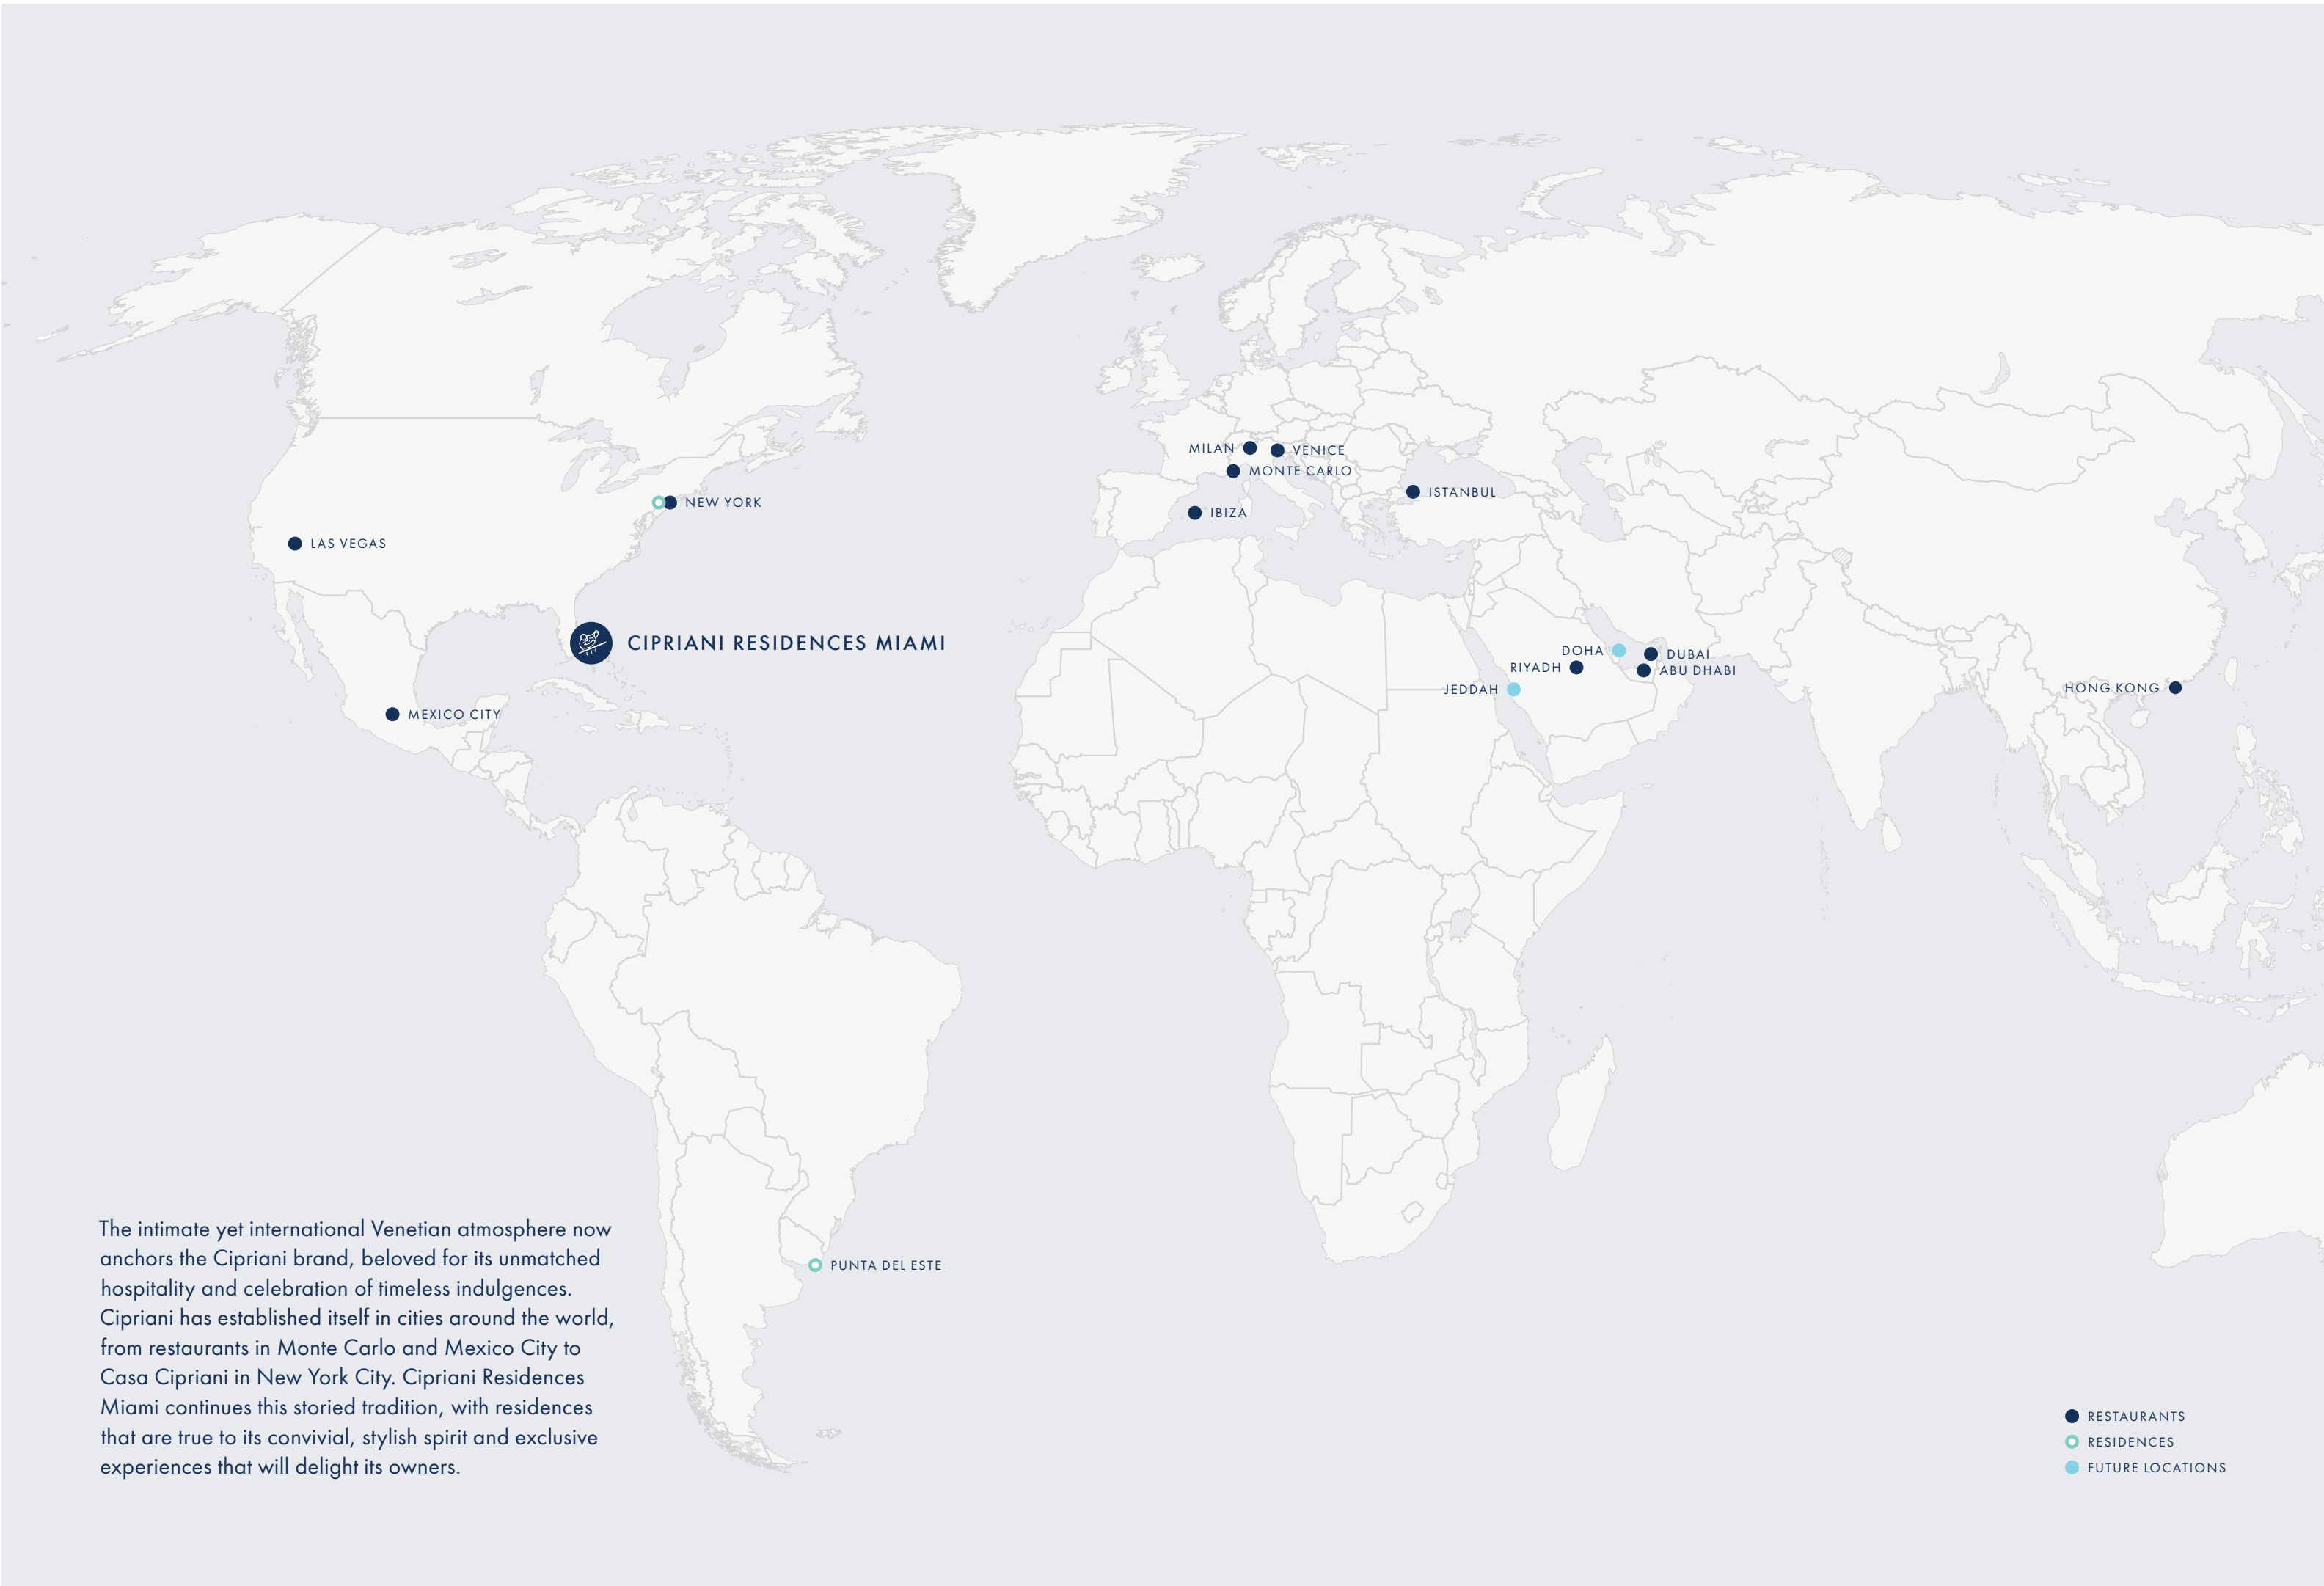 MILAN
VENICE
MONTE CARLO
ISTANBUL
NEW YORK
IBIZA
LAS VEGAS
CIPRIANI RESIDENCES MIAMI
DOHA
DUBAI
RIYADH
ABU DHABI
JEDDAH
HONG KONG
MEXICO CITY
The intimate yet international Venetian atmosphere now
anchors the Cipriani brand, beloved for its unmatched
hospitality and celebration of timeless indulgences.
Cipriani has established itself in cities around the world,
from restaurants in Monte Carlo and Mexico City to
Casa Cipriani in New York City. Cipriani Residences
Miami continues this storied tradition, with residences
that are true to its convivial, stylish spirit and exclusive
experiences that will delight its owners.
PUNTA DEL ESTE
RESTAURANTS
RESIDENCES
FUTURE LOCATIONS